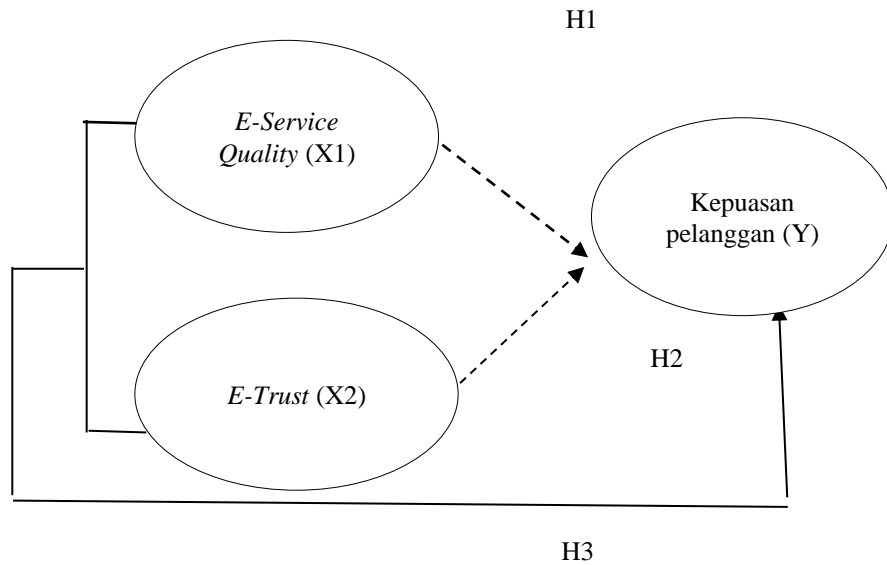 H1
E-Service
Quality (X1)
Kepuasan
pelanggan (Y)
H2
E-Trust (X2)
H3